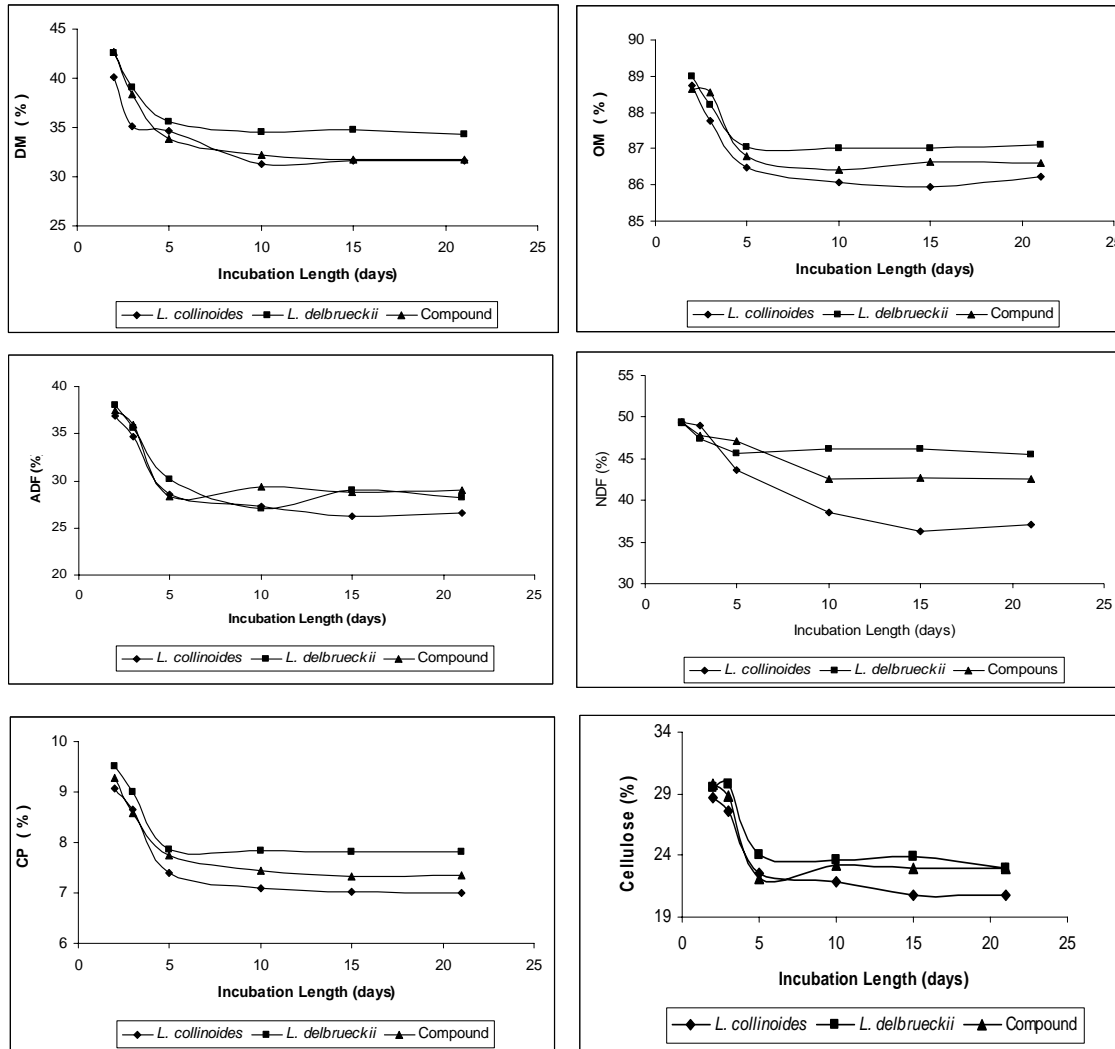 45
40
35
30
25
DM ( % )
0 5 10 15 20 25
Incubation Length (days)
L. collinoides L. delbrueckii Compound
90
89
88
87
86
85
OM ( % )
0 5 10 15 20 25
Incubation Length (days)
L. collinoides L. delbrueckii Compund
40
35
30
25
20
ADF (%)
0 5 10 15 20 25
Incubation Length (days)
L. collinoides L. delbrueckii Compound
55
50
45
40
35
30
NDF (%)
0 5 10 15 20 25
Incubation Length (days)
L. collinoides L. delbrueckii Compouns
10
9
8
7
6
CP ( % )
0 5 10 15 20 25
Incubation Length (days)
L. collinoides L. delbrueckii Compound
34
29
24
19
Cellulose (%)
0 5 10 15 20 25
Incubation Length (days)
L. collinoides L. delbrueckii Compound